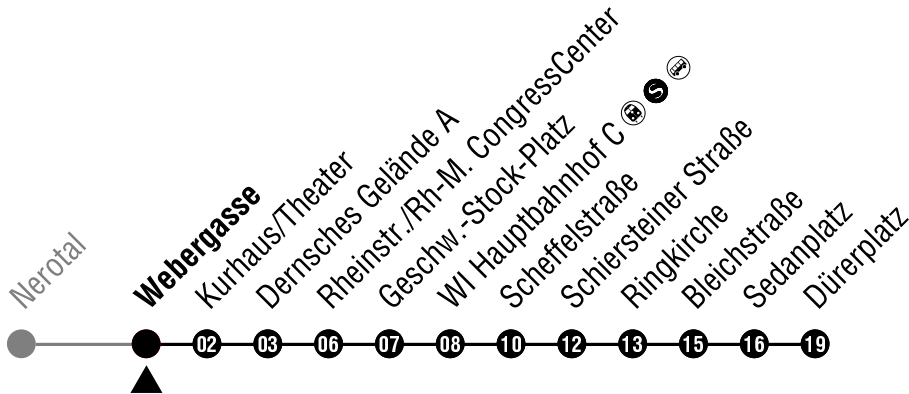 Nerotal
Webergasse
Kurhaus/Theater
Dernsches Gelände A
Rheinstr./Rh-M. CongressCenter
Geschw.-Stock-Platz
WI Hauptbahnhof C S
Scheffelstraße
Schiersteiner Straße
Ringkirche
Bleichstraße
Sedanplatz
Dürerplatz
02 03 06 07 08 10 12 13 15 16 19